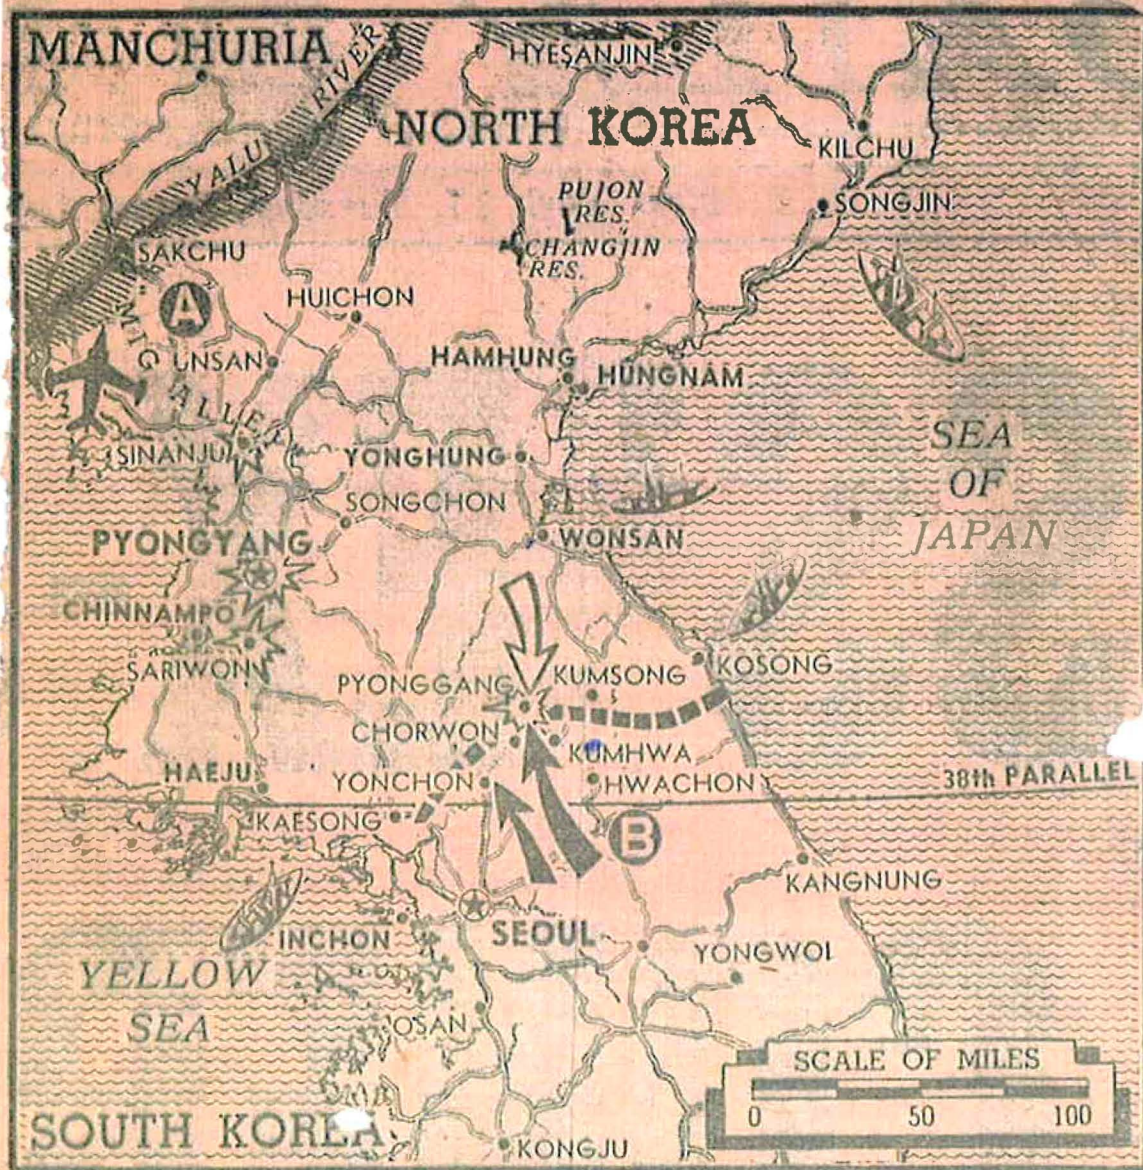 MANCHURIA
HYESANJIN
YALU RIVER
NORTH KOREA
KILCHU
PUJON
RES.
SONGJIN
CHANGJIN
RES.
SAKCHU
A
HUICHON
"MIG
ALLEY"
UNSAN
HAMHUNG
HUNGNAM
SEA
OF
JAPAN
SINANJU
YONGHUNG
SONGCHON
WONSAN
PYONGYANG
CHINNAMPO
SARIWON
KOSONG
KUMSONG
PYONGGANG
CHORWON
KUMHWA
HAEJU
YONCHON
HWACHON
38th PARALLEL
KAESONG
B
KANGNUNG
INCHON
SEOUL
YONGWOL
YELLOW
SEA
OSAN
SCALE OF MILES
0 50 100
SOUTH KOREA
KONGJU